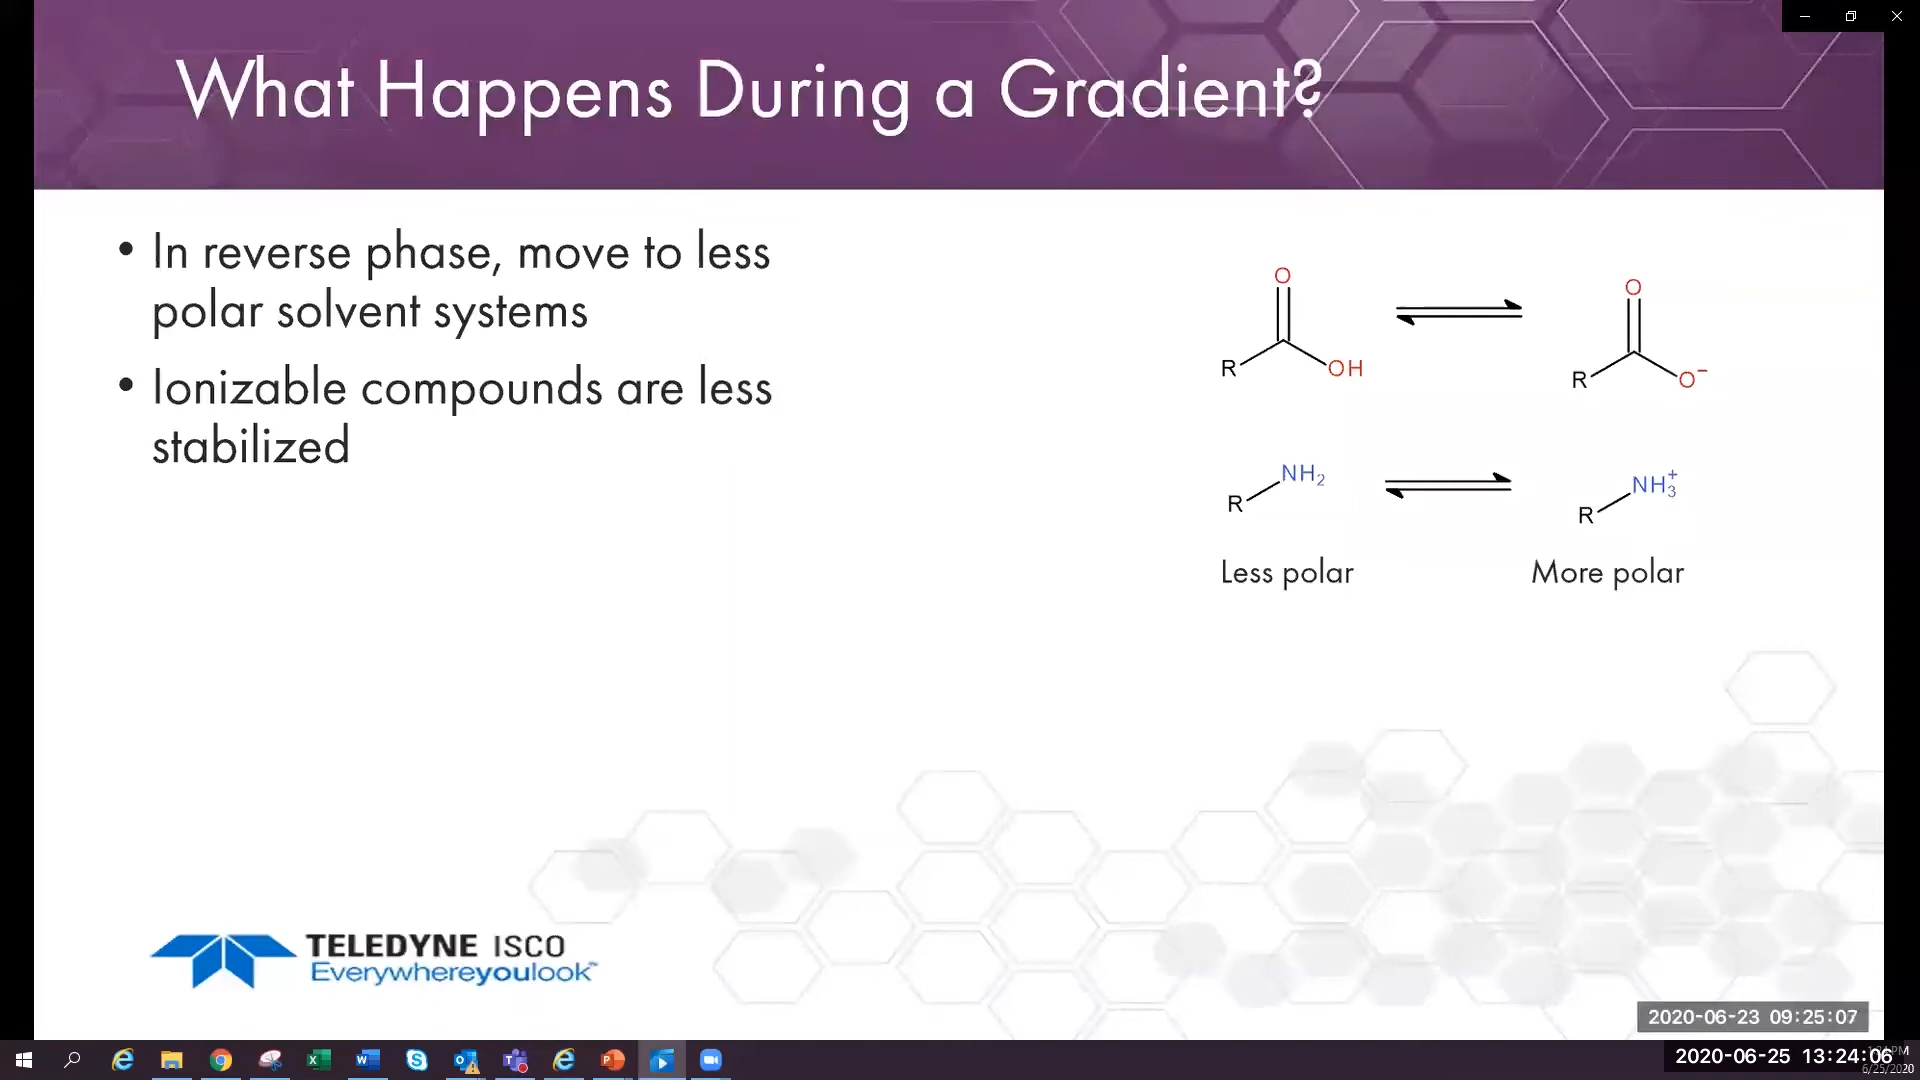 What Happens During a Gradient?
• In reverse phase, move to less
polar solvent systems
• Ionizable compounds are less
stabilized
O
R
OH
O
R
O⁻
R
NH₂
R
NH₃⁺
Less polar
More polar
TELEDYNE ISCO
Everywhereyoulook™
2020-06-23 09:25:07
2020-06-25 13:24:06
6/25/2020